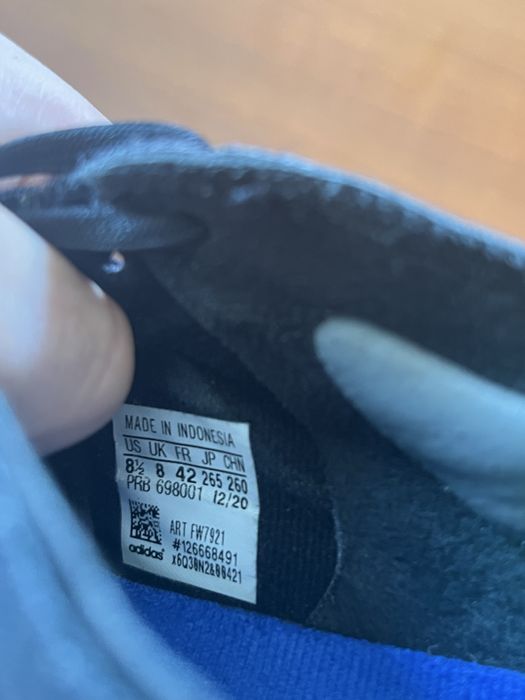 MADE IN INDONESIA
US UK FR JP CHN
8½ 8 42 265 260
PRB 698001 12/20
ART FW7921
#126668491
adidas